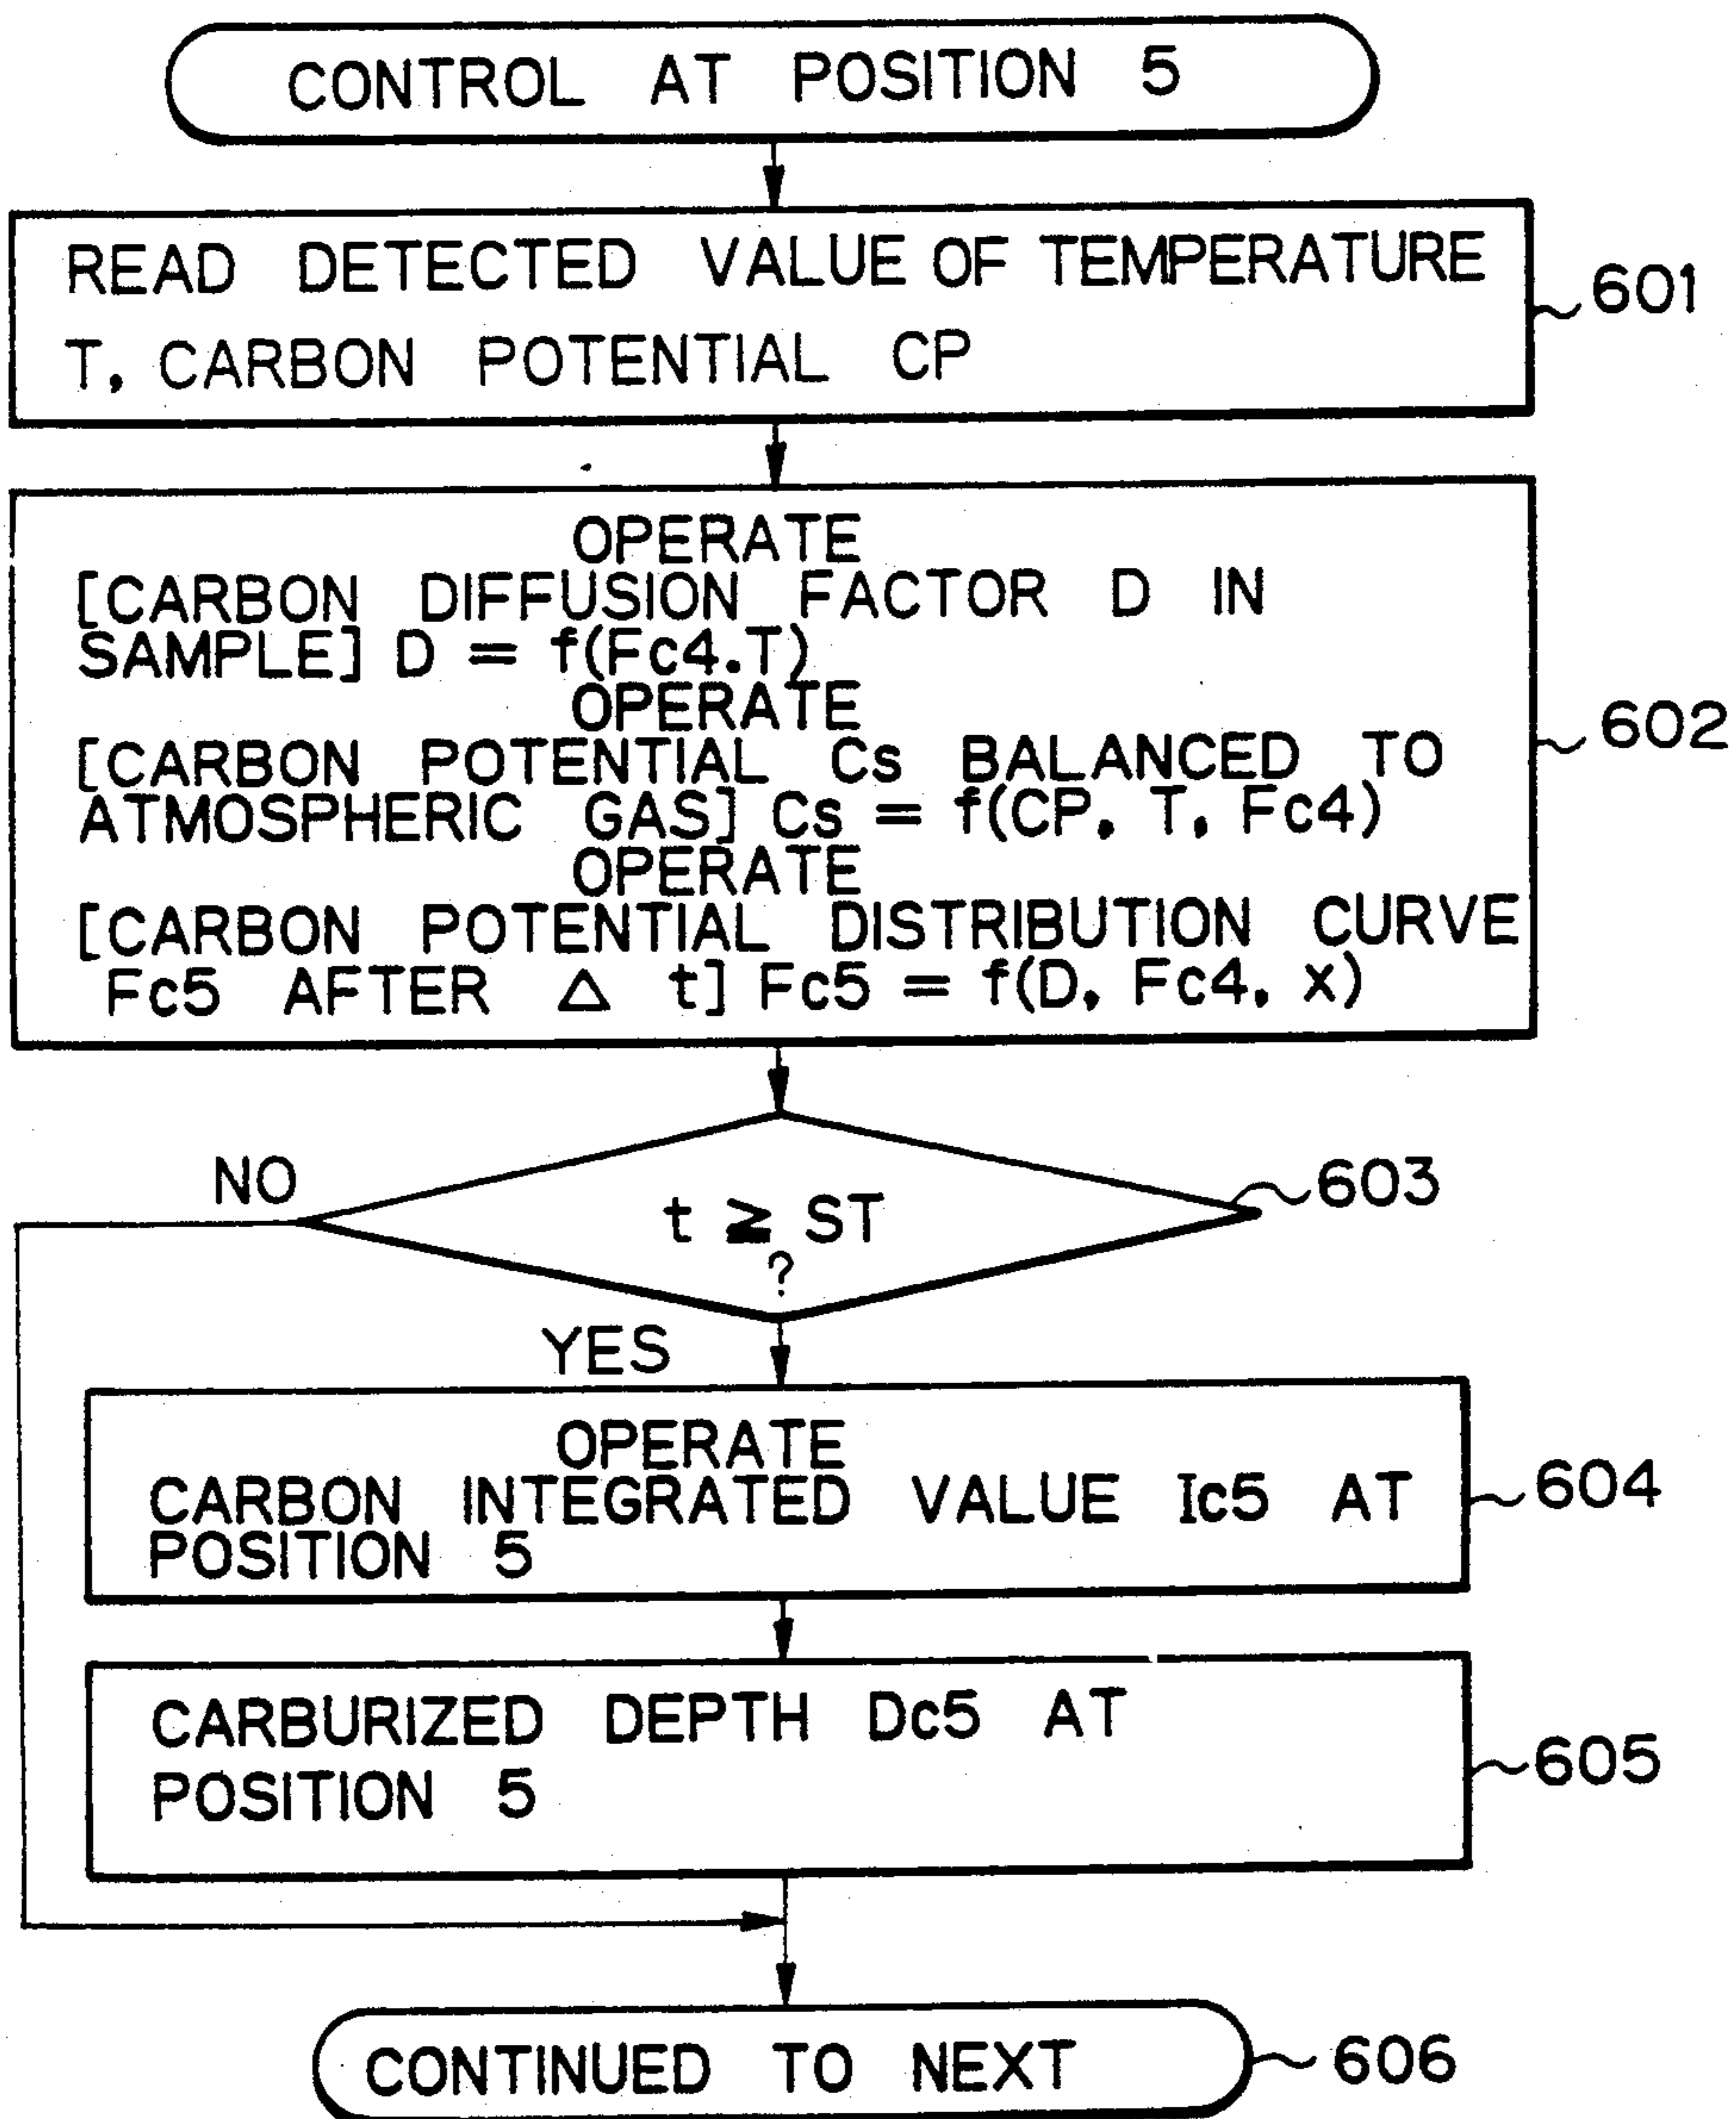 CONTROL AT POSITION 5
READ DETECTED VALUE OF TEMPERATURE
T, CARBON POTENTIAL CP
601
OPERATE
[CARBON DIFFUSION FACTOR D IN
SAMPLE] D = f(Fc4.T)
OPERATE
[CARBON POTENTIAL Cs BALANCED TO
ATMOSPHERIC GAS] Cs = f(CP, T, Fc4)
OPERATE
[CARBON POTENTIAL DISTRIBUTION CURVE
Fc5 AFTER △ t] Fc5 = f(D, Fc4, x)
602
NO
t ≧ ST
?
603
YES
OPERATE
CARBON INTEGRATED VALUE Ic5 AT
POSITION 5
604
CARBURIZED DEPTH Dc5 AT
POSITION 5
605
CONTINUED TO NEXT
606